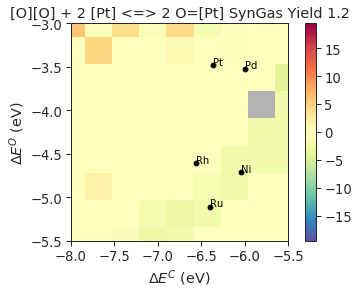 [O][O] + 2 [Pt] <=> 2 O=[Pt] SynGas Yield 1.2
−3.0
−3.5
−4.0
−4.5
−5.0
−5.5
ΔE^O (eV)
Pt
Pd
Rh
Ni
Ru
−8.0 −7.5 −7.0 −6.5 −6.0 −5.5
ΔE^C (eV)
15
10
5
0
−5
−10
−15